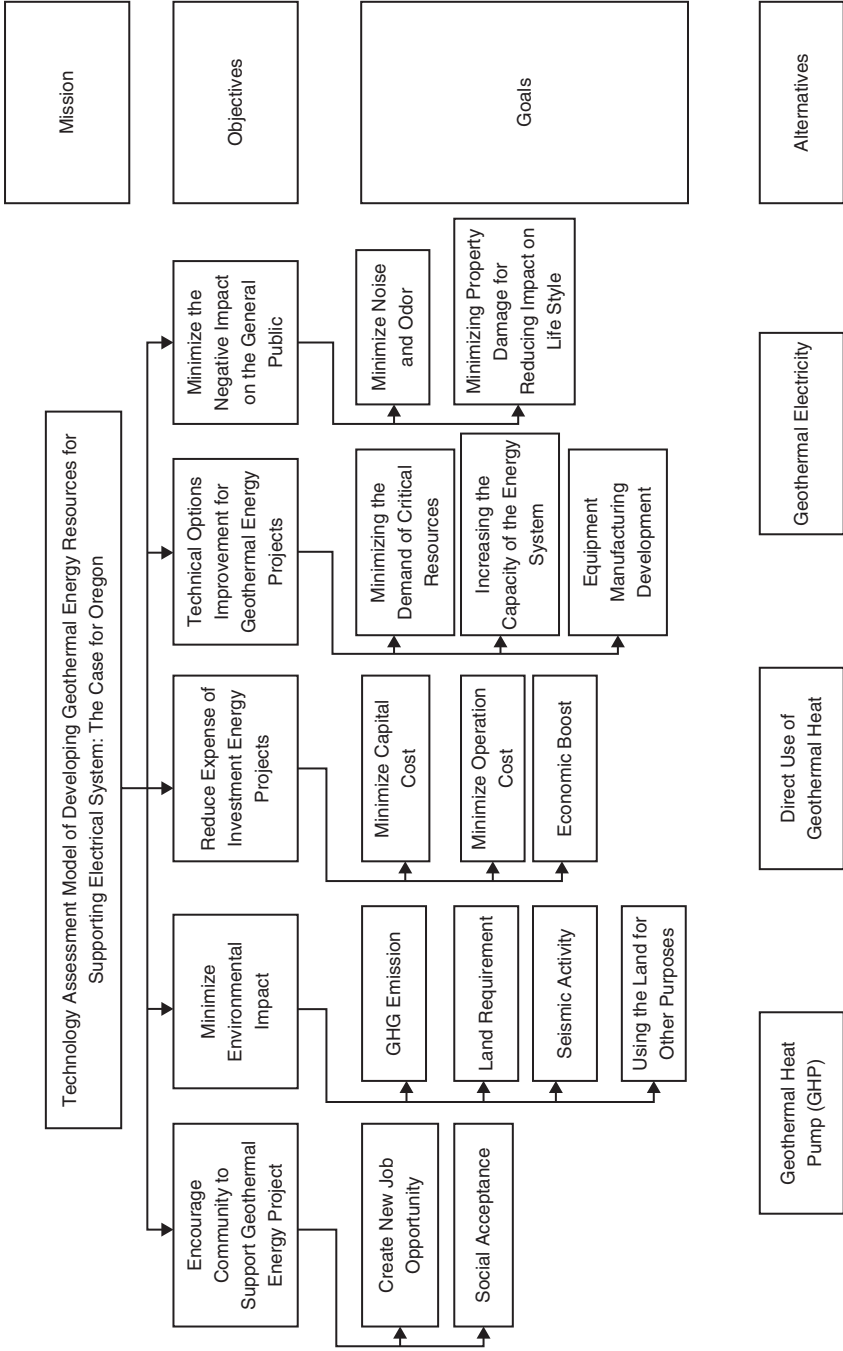 Technology Assessment Model of Developing Geothermal Energy Resources for
Supporting Electrical System: The Case for Oregon
Mission
Encourage
Community to
Support Geothermal
Energy Project
Minimize
Environmental
Impact
Reduce Expense of
Investment Energy
Projects
Technical Options
Improvement for
Geothermal Energy
Projects
Minimize the
Negative Impact
on the General
Public
Objectives
Create New Job
Opportunity
Social Acceptance
GHG Emission
Land Requirement
Seismic Activity
Using the Land for
Other Purposes
Minimize Capital
Cost
Minimize Operation
Cost
Economic Boost
Minimizing the
Demand of Critical
Resources
Increasing the
Capacity of the Energy
System
Equipment
Manufacturing
Development
Minimize Noise
and Odor
Minimizing Property
Damage for
Reducing Impact on
Life Style
Goals
Geothermal Heat
Pump (GHP)
Direct Use of
Geothermal Heat
Geothermal Electricity
Alternatives